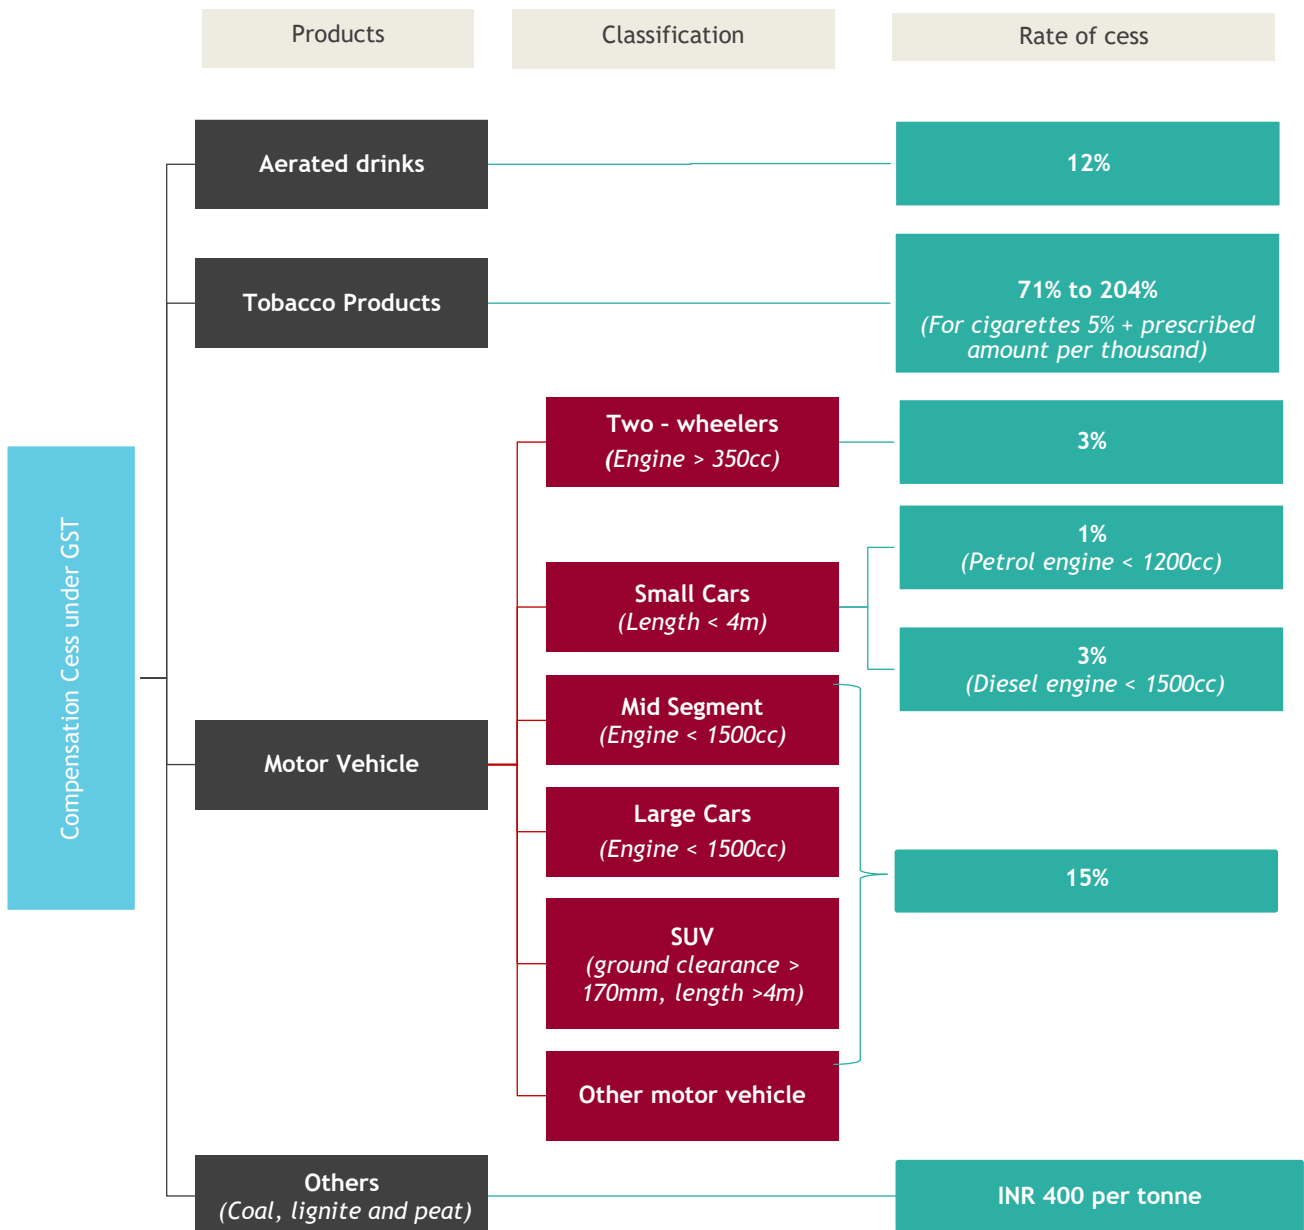 Products
Classification
Rate of cess
Compensation Cess under GST
Aerated drinks
12%
Tobacco Products
71% to 204%
(For cigarettes 5% + prescribed
amount per thousand)
Motor Vehicle
Two - wheelers
(Engine > 350cc)
3%
Small Cars
(Length < 4m)
1%
(Petrol engine < 1200cc)
3%
(Diesel engine < 1500cc)
Mid Segment
(Engine < 1500cc)
Large Cars
(Engine < 1500cc)
SUV
(ground clearance >
170mm, length >4m)
Other motor vehicle
15%
Others
(Coal, lignite and peat)
INR 400 per tonne